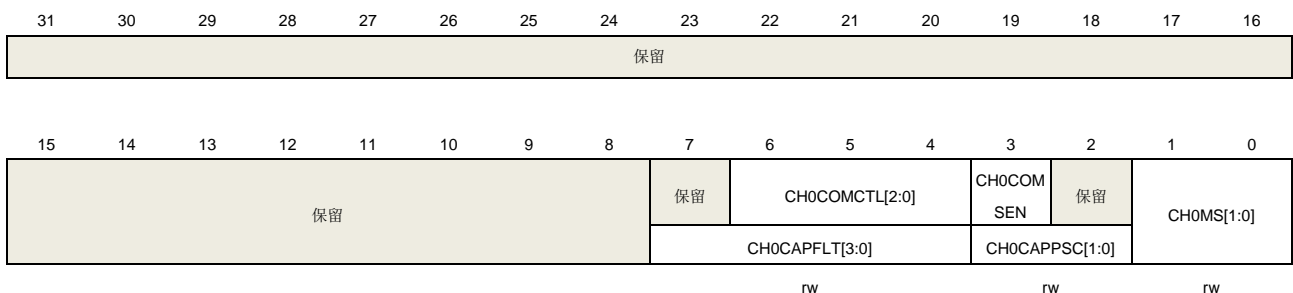 31 30 29 28 27 26 25 24 23 22 21 20 19 18 17 16
保留
15 14 13 12 11 10 9 8 7 6 5 4 3 2 1 0
保留
保留
CH0COMCTL[2:0]
CH0COM
SEN
保留
CH0MS[1:0]
CH0CAPFLT[3:0]
CH0CAPPSC[1:0]
rw rw rw